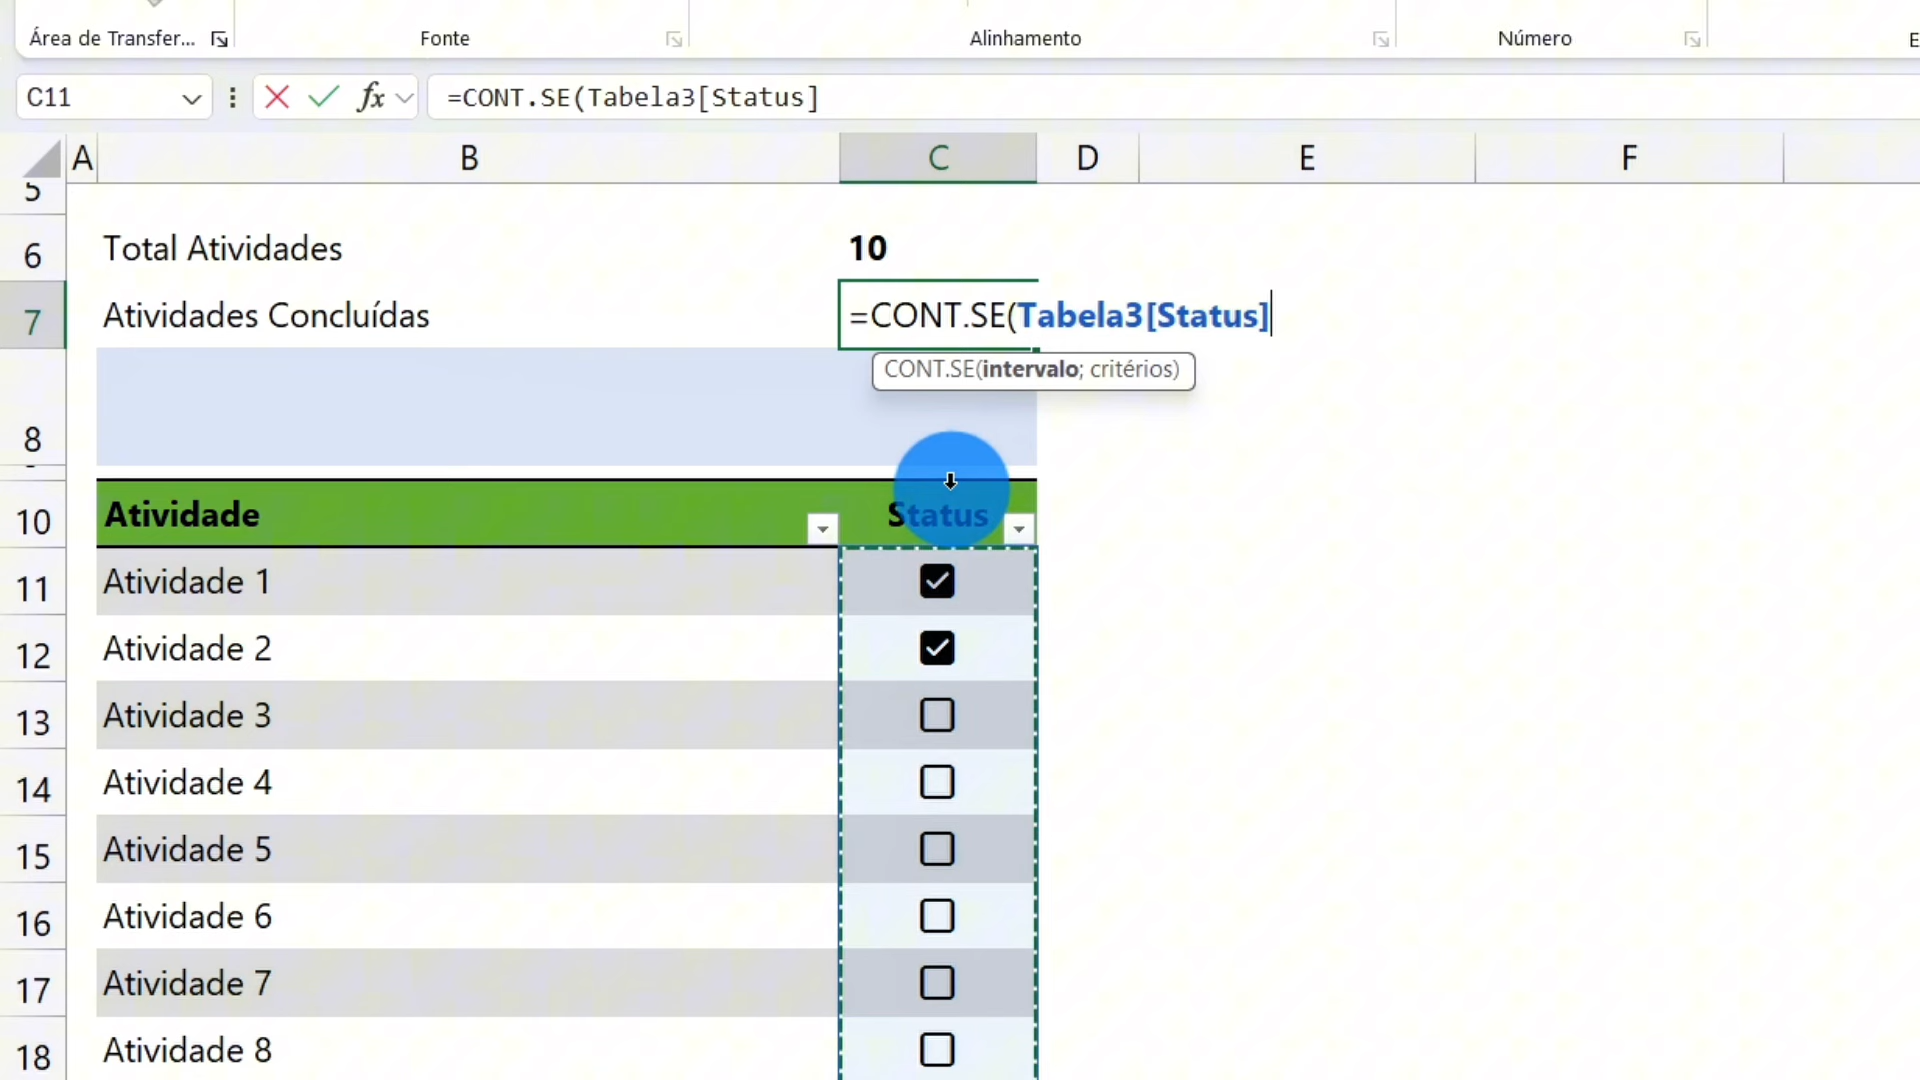 Área de Transfer...
Fonte
Alinhamento
Número
E
C11
fx
=CONT.SE(Tabela3[Status]
A
B
C
D
E
F
5
6
Total Atividades
10
7
Atividades Concluídas
=CONT.SE(Tabela3[Status]
CONT.SE(intervalo; critérios)
8
10
Atividade
Status
11
Atividade 1
12
Atividade 2
13
Atividade 3
14
Atividade 4
15
Atividade 5
16
Atividade 6
17
Atividade 7
18
Atividade 8